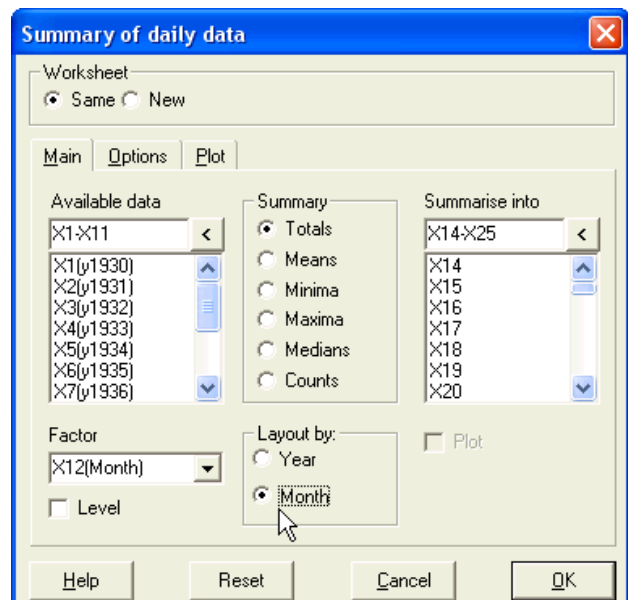 Summary of daily data
Worksheet
Same New
Main Options Plot
Available data
X1-X11 <
X1(y1930)
X2(y1931)
X3(y1932)
X4(y1933)
X5(y1934)
X6(y1935)
X7(y1936)
Summary
Totals
Means
Minima
Maxima
Medians
Counts
Summarise into
X14-X25 <
X14
X15
X16
X17
X18
X19
X20
Factor
X12(Month)
Level
Layout by:
Year
Month
Plot
Help Reset Cancel OK